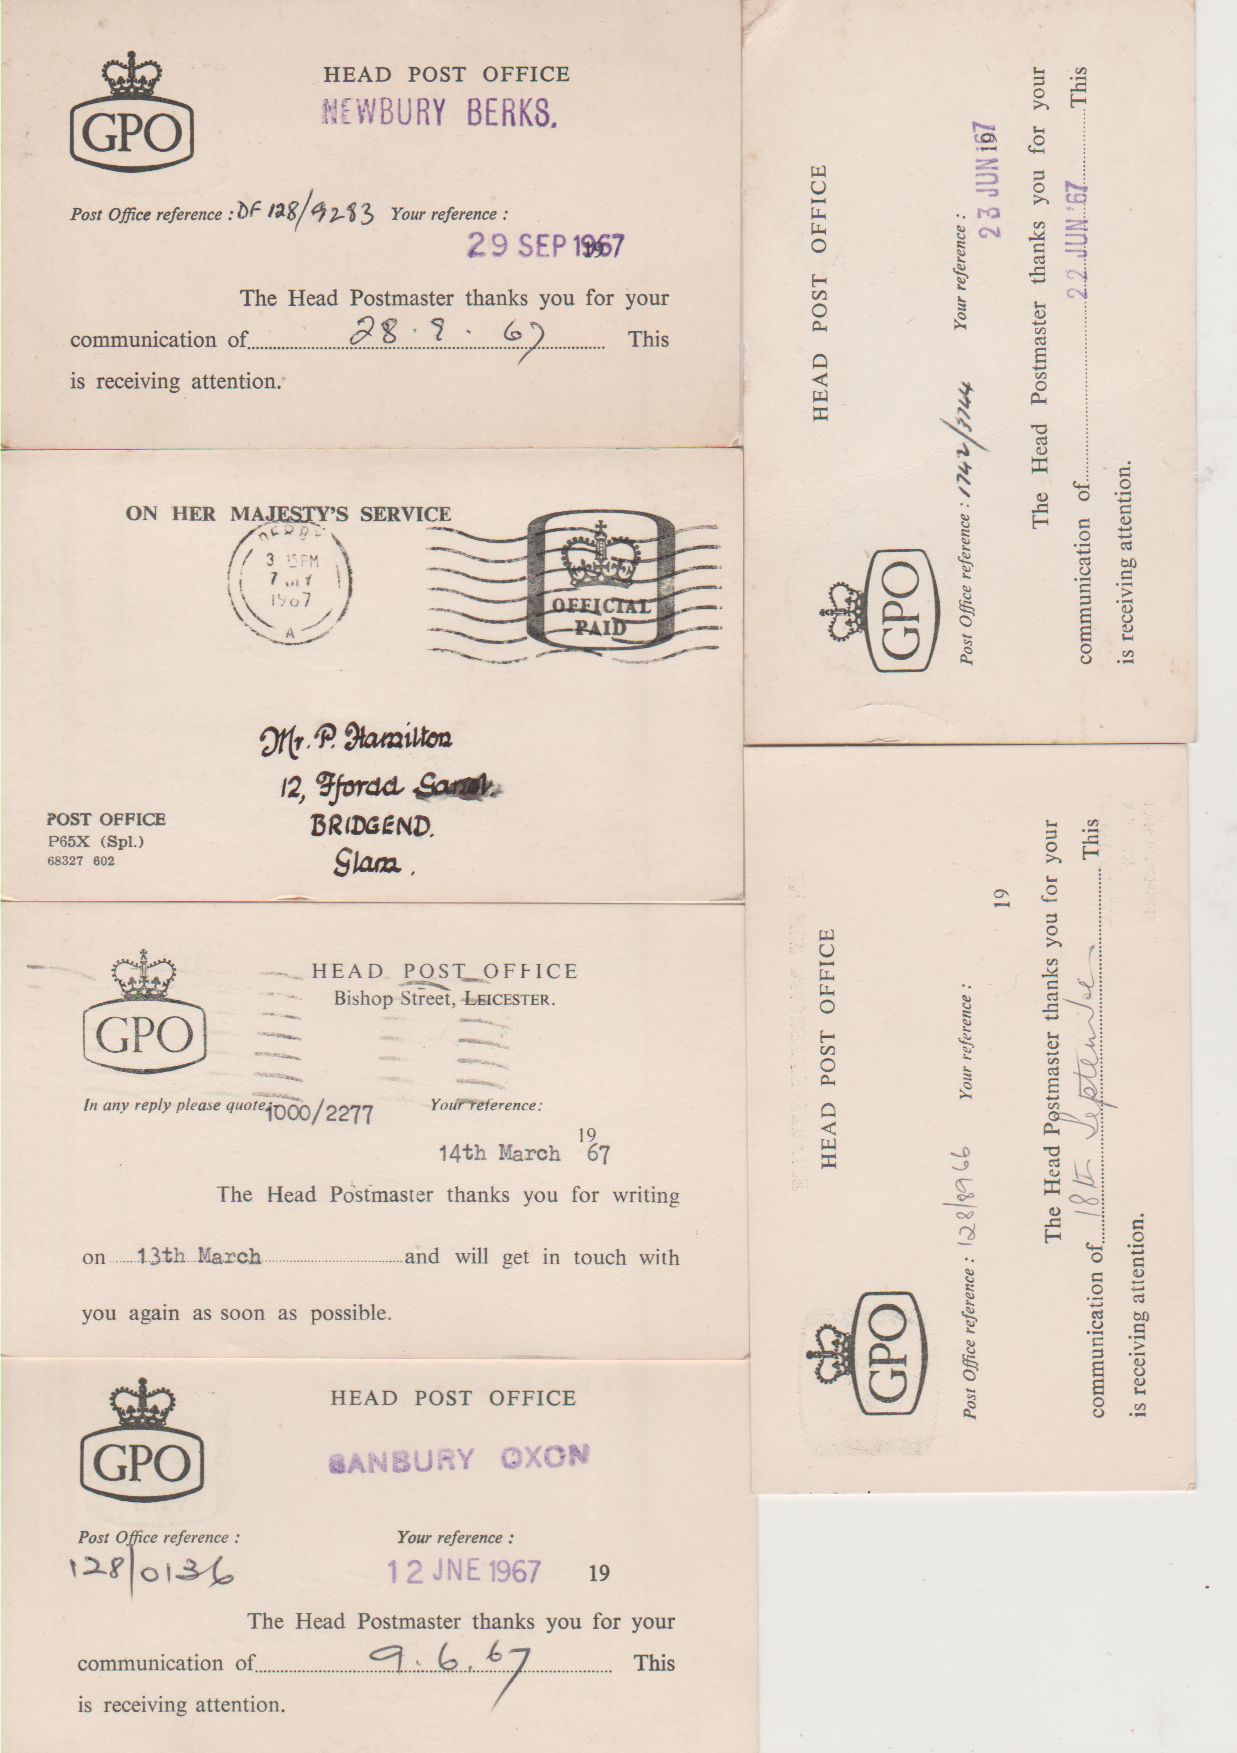 HEAD POST OFFICE
NEWBURY BERKS.
GPO
Post Office reference : DF 128/9283 Your reference :
29 SEP 1967
19
The Head Postmaster thanks you for your
communication of 28.9.67 This
is receiving attention.
ON HER MAJESTY'S SERVICE
DERBY
3 15 PM
7
1967
A
OFFICIAL
PAID
Mr. P. Hamilton
12, Ffordd
BRIDGEND.
Glam.
POST OFFICE
P65X (Spl.)
68327 602
HEAD POST OFFICE
Bishop Street, LEICESTER.
GPO
In any reply please quote:- 1000/2277 Your reference:
19
14th March 67
The Head Postmaster thanks you for writing
on 13th March and will get in touch with
you again as soon as possible.
HEAD POST OFFICE
GPO
BANBURY OXON
Post Office reference : Your reference :
128/0136 12 JNE 1967 19
The Head Postmaster thanks you for your
communication of 9.6.67 This
is receiving attention.
HEAD POST OFFICE
GPO
Post Office reference : 1742/3744 Your reference :
23 JUN 1967
The Head Postmaster thanks you for your
communication of 22 JUN '67 This
is receiving attention.
HEAD POST OFFICE
GPO
Post Office reference : 128/8966 Your reference :
19
The Head Postmaster thanks you for your
communication of 18th September This
is receiving attention.